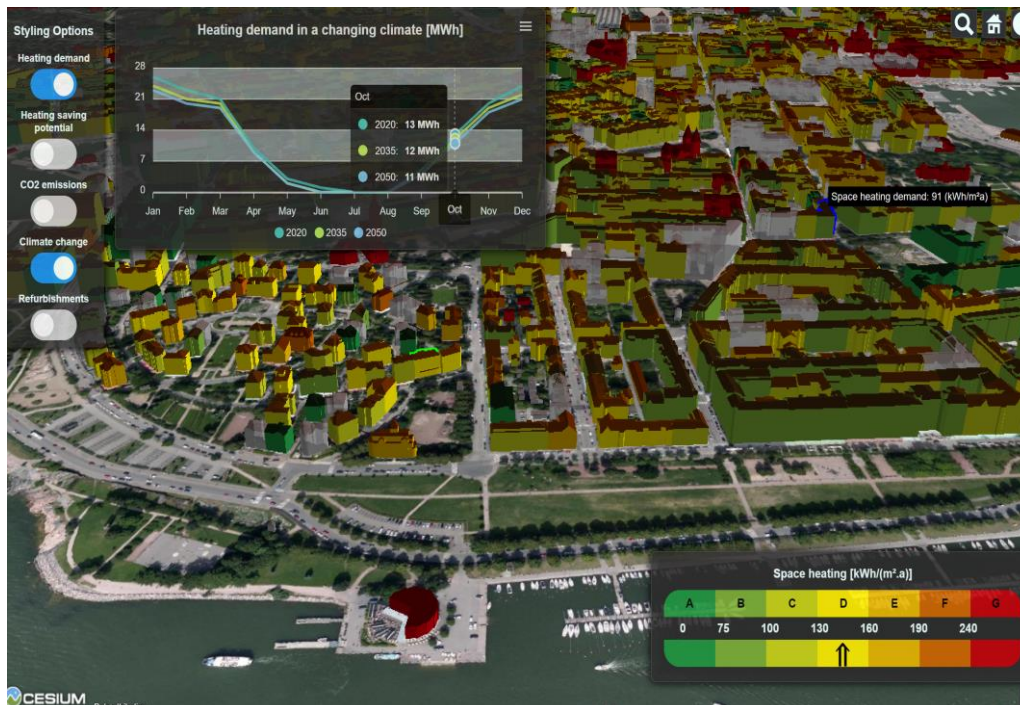 Styling Options
Heating demand
Heating saving
potential
CO2 emissions
Climate change
Refurbishments
Heating demand in a changing climate [MWh]
28
21
14
7
0
Jan Feb Mar Apr May Jun Jul Aug Sep Oct Nov Dec
Oct
2020: 13 MWh
2035: 12 MWh
2050: 11 MWh
2020 2035 2050
Space heating demand: 91 (kWh/m²a)
Space heating [kWh/(m².a)]
A B C D E F G
0 75 100 130 160 190 240
CESIUM